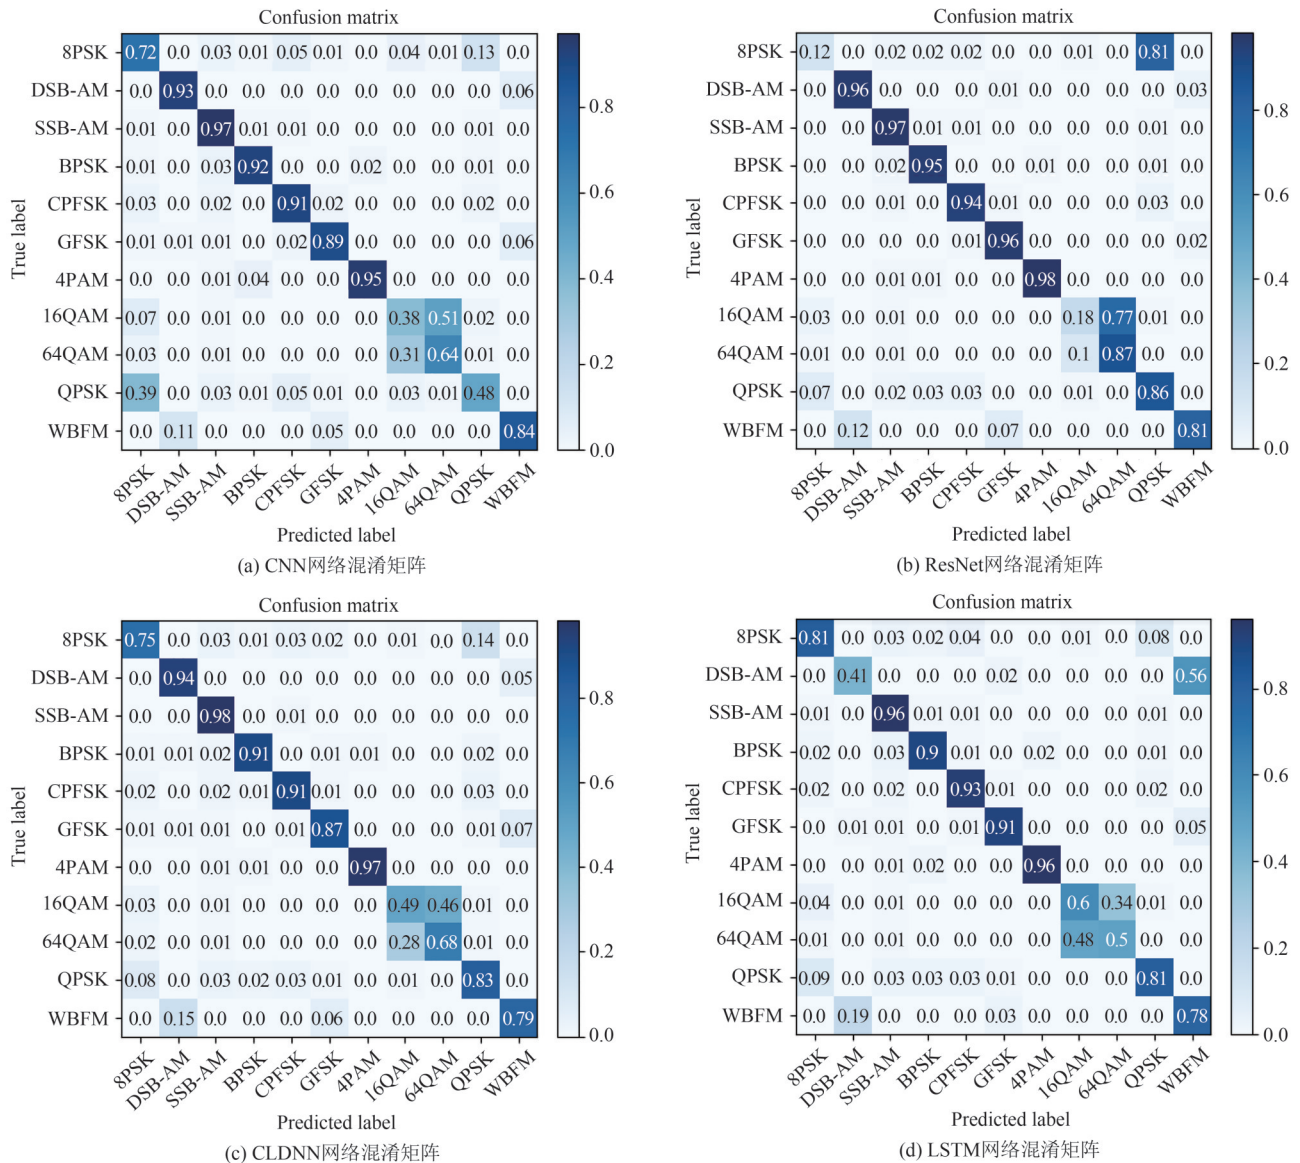 Confusion matrix
True label
8PSK 0.72 0.0 0.03 0.01 0.05 0.01 0.0 0.04 0.01 0.13 0.0
DSB-AM 0.0 0.93 0.0 0.0 0.0 0.0 0.0 0.0 0.0 0.0 0.06
SSB-AM 0.01 0.0 0.97 0.01 0.01 0.0 0.0 0.0 0.0 0.01 0.0
BPSK 0.01 0.0 0.03 0.92 0.0 0.0 0.02 0.0 0.0 0.01 0.0
CPFSK 0.03 0.0 0.02 0.0 0.91 0.02 0.0 0.0 0.0 0.02 0.0
GFSK 0.01 0.01 0.01 0.0 0.02 0.89 0.0 0.0 0.0 0.0 0.06
4PAM 0.0 0.0 0.01 0.04 0.0 0.0 0.95 0.0 0.0 0.0 0.0
16QAM 0.07 0.0 0.01 0.0 0.0 0.0 0.0 0.38 0.51 0.02 0.0
64QAM 0.03 0.0 0.0 0.0 0.0 0.0 0.0 0.31 0.64 0.01 0.0
QPSK 0.39 0.0 0.03 0.01 0.05 0.01 0.0 0.03 0.01 0.48 0.0
WBFM 0.0 0.11 0.0 0.0 0.0 0.05 0.0 0.0 0.0 0.0 0.84
8PSK DSB-AM SSB-AM BPSK CPFSK GFSK 4PAM 16QAM 64QAM QPSK WBFM
Predicted label
0.8
0.6
0.4
0.2
0.0
(a) CNN网络混淆矩阵
Confusion matrix
True label
8PSK 0.12 0.0 0.02 0.02 0.02 0.0 0.0 0.01 0.0 0.81 0.0
DSB-AM 0.0 0.96 0.0 0.0 0.0 0.01 0.0 0.0 0.0 0.0 0.03
SSB-AM 0.0 0.0 0.97 0.01 0.01 0.0 0.0 0.0 0.0 0.01 0.0
BPSK 0.0 0.0 0.02 0.95 0.0 0.0 0.01 0.0 0.0 0.01 0.0
CPFSK 0.0 0.0 0.01 0.0 0.94 0.01 0.0 0.0 0.0 0.03 0.0
GFSK 0.0 0.0 0.0 0.0 0.01 0.96 0.0 0.0 0.0 0.0 0.02
4PAM 0.0 0.0 0.01 0.01 0.0 0.0 0.98 0.0 0.0 0.0 0.0
16QAM 0.03 0.0 0.01 0.0 0.0 0.0 0.0 0.18 0.77 0.01 0.0
64QAM 0.01 0.0 0.01 0.0 0.0 0.0 0.0 0.1 0.87 0.0 0.0
QPSK 0.07 0.0 0.02 0.03 0.03 0.0 0.0 0.01 0.0 0.86 0.0
WBFM 0.0 0.12 0.0 0.0 0.0 0.07 0.0 0.0 0.0 0.0 0.81
8PSK DSB-AM SSB-AM BPSK CPFSK GFSK 4PAM 16QAM 64QAM QPSK WBFM
Predicted label
0.8
0.6
0.4
0.2
0.0
(b) ResNet网络混淆矩阵
Confusion matrix
True label
8PSK 0.75 0.0 0.03 0.01 0.03 0.02 0.0 0.01 0.0 0.14 0.0
DSB-AM 0.0 0.94 0.0 0.0 0.0 0.0 0.0 0.0 0.0 0.0 0.05
SSB-AM 0.0 0.0 0.98 0.0 0.01 0.0 0.0 0.0 0.0 0.0 0.0
BPSK 0.01 0.01 0.02 0.91 0.0 0.01 0.01 0.0 0.0 0.02 0.0
CPFSK 0.02 0.0 0.02 0.01 0.91 0.01 0.0 0.0 0.0 0.03 0.0
GFSK 0.01 0.01 0.01 0.0 0.01 0.87 0.0 0.0 0.0 0.01 0.07
4PAM 0.0 0.0 0.01 0.01 0.0 0.0 0.97 0.0 0.0 0.0 0.0
16QAM 0.03 0.0 0.01 0.0 0.0 0.0 0.0 0.49 0.46 0.01 0.0
64QAM 0.02 0.0 0.01 0.0 0.0 0.0 0.0 0.28 0.68 0.01 0.0
QPSK 0.08 0.0 0.03 0.02 0.03 0.01 0.0 0.01 0.0 0.83 0.0
WBFM 0.0 0.15 0.0 0.0 0.0 0.06 0.0 0.0 0.0 0.0 0.79
8PSK DSB-AM SSB-AM BPSK CPFSK GFSK 4PAM 16QAM 64QAM QPSK WBFM
Predicted label
0.8
0.6
0.4
0.2
0.0
(c) CLDNN网络混淆矩阵
Confusion matrix
True label
8PSK 0.81 0.0 0.03 0.02 0.04 0.0 0.0 0.01 0.0 0.08 0.0
DSB-AM 0.0 0.41 0.0 0.0 0.0 0.02 0.0 0.0 0.0 0.0 0.56
SSB-AM 0.01 0.0 0.96 0.01 0.01 0.0 0.0 0.0 0.0 0.01 0.0
BPSK 0.02 0.0 0.03 0.9 0.01 0.0 0.02 0.0 0.0 0.01 0.0
CPFSK 0.02 0.0 0.02 0.0 0.93 0.01 0.0 0.0 0.0 0.02 0.0
GFSK 0.0 0.01 0.01 0.0 0.01 0.91 0.0 0.0 0.0 0.0 0.05
4PAM 0.0 0.0 0.01 0.02 0.0 0.0 0.96 0.0 0.0 0.0 0.0
16QAM 0.04 0.0 0.01 0.0 0.0 0.0 0.0 0.6 0.34 0.01 0.0
64QAM 0.01 0.0 0.01 0.0 0.0 0.0 0.0 0.48 0.5 0.0 0.0
QPSK 0.09 0.0 0.03 0.03 0.03 0.01 0.0 0.0 0.0 0.81 0.0
WBFM 0.0 0.19 0.0 0.0 0.0 0.03 0.0 0.0 0.0 0.0 0.78
8PSK DSB-AM SSB-AM BPSK CPFSK GFSK 4PAM 16QAM 64QAM QPSK WBFM
Predicted label
0.8
0.6
0.4
0.2
0.0
(d) LSTM网络混淆矩阵